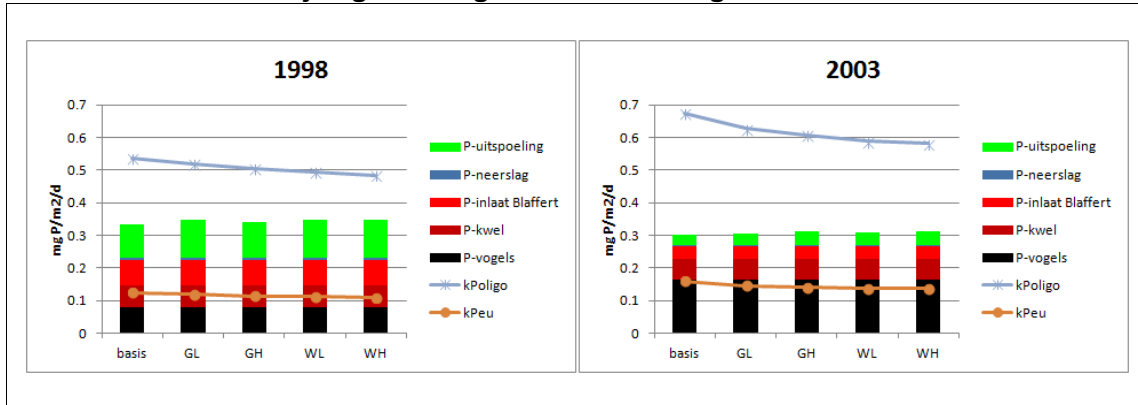 1998
0.7
0.6
0.5
0.4
0.3
0.2
0.1
0
mg P/m2/d
basis GL GH WL WH
P-uitspoeling
P-neerslag
P-inlaat Blaffert
P-kwel
P-vogels
kPoligo
kPeu
2003
0.7
0.6
0.5
0.4
0.3
0.2
0.1
0
mg P/m2/d
basis GL GH WL WH
P-uitspoeling
P-neerslag
P-inlaat Blaffert
P-kwel
P-vogels
kPoligo
kPeu